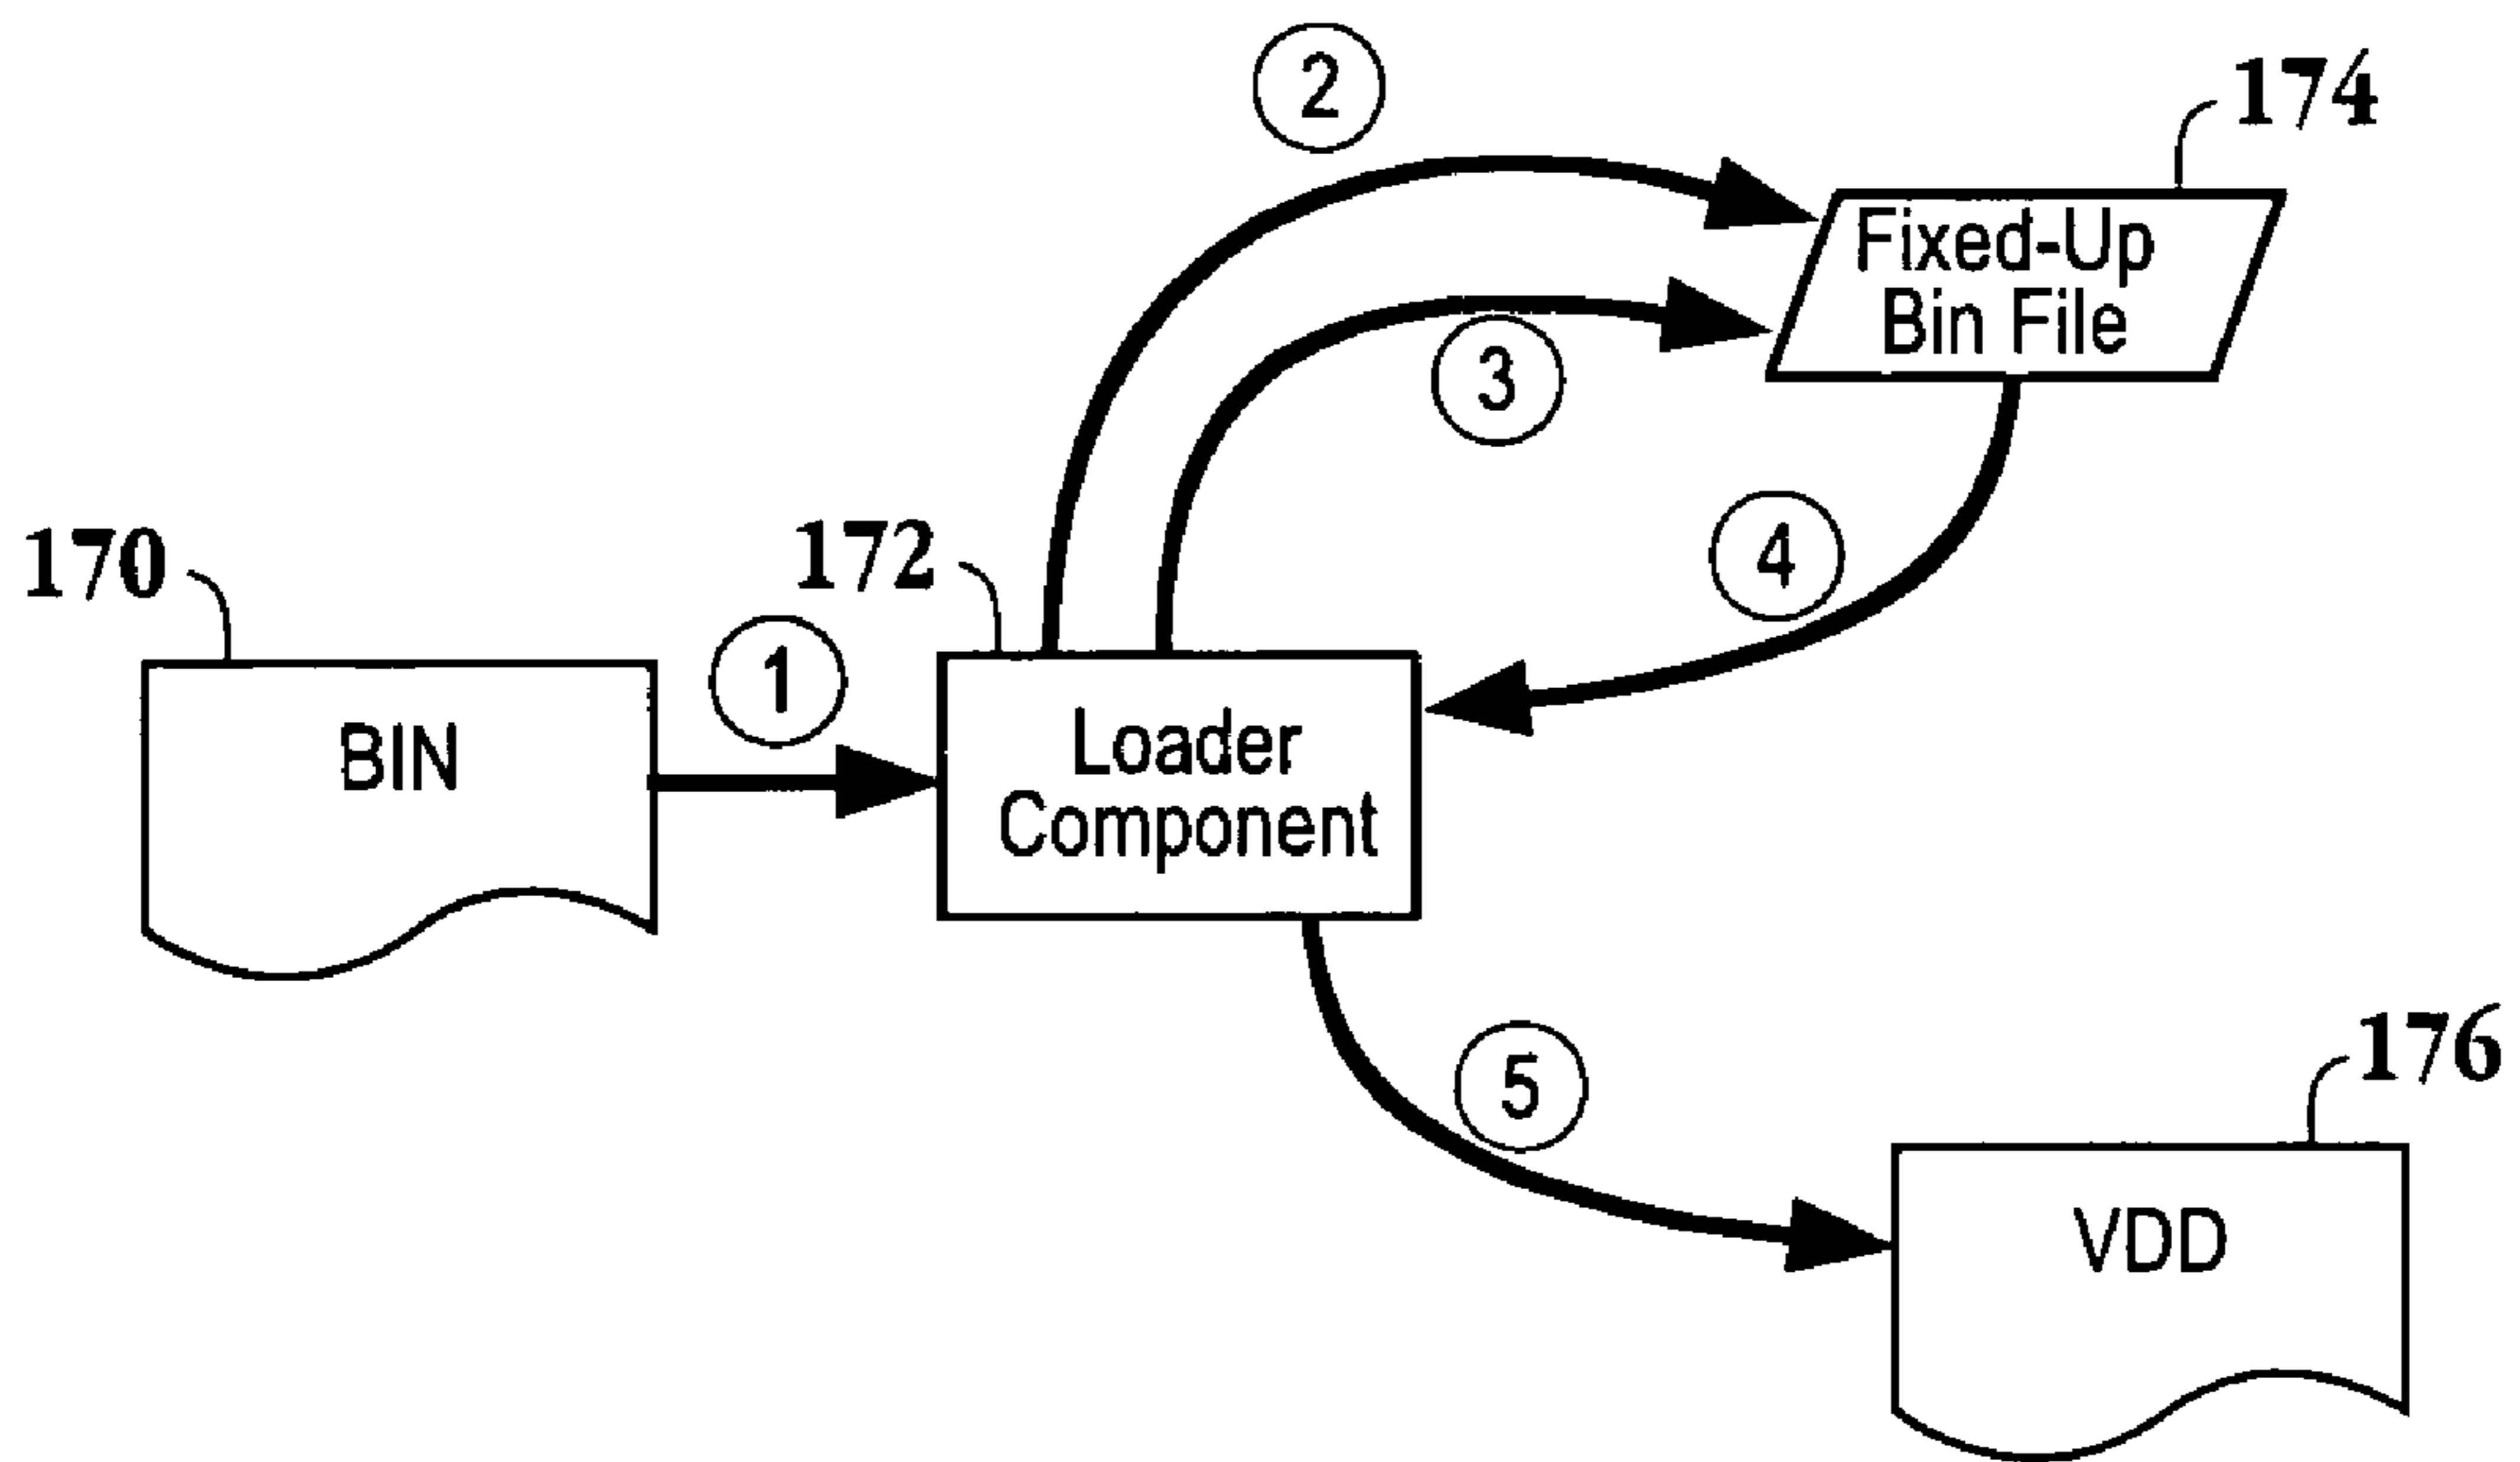 2
174
Fixed-Up
Bin File
3
4
170
172
1
BIN
Loader
Component
5
176
VDD